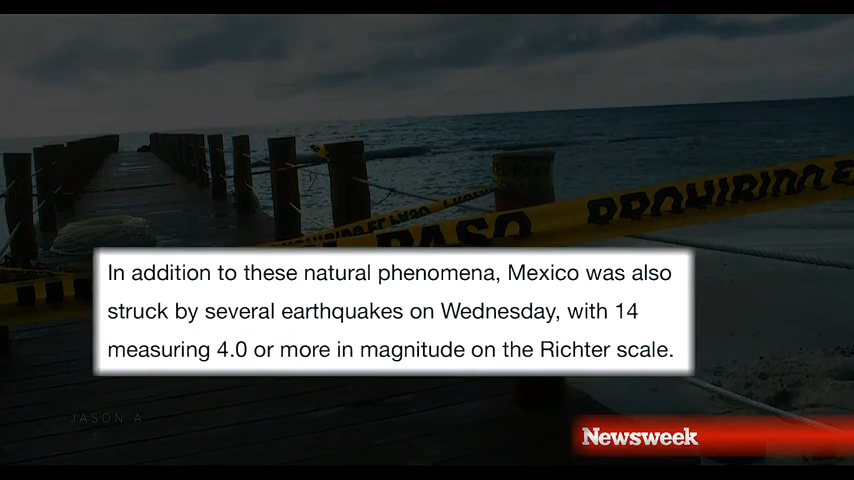 PROHIBIDO E
PASO
In addition to these natural phenomena, Mexico was also
struck by several earthquakes on Wednesday, with 14
measuring 4.0 or more in magnitude on the Richter scale.
JASON A
Newsweek